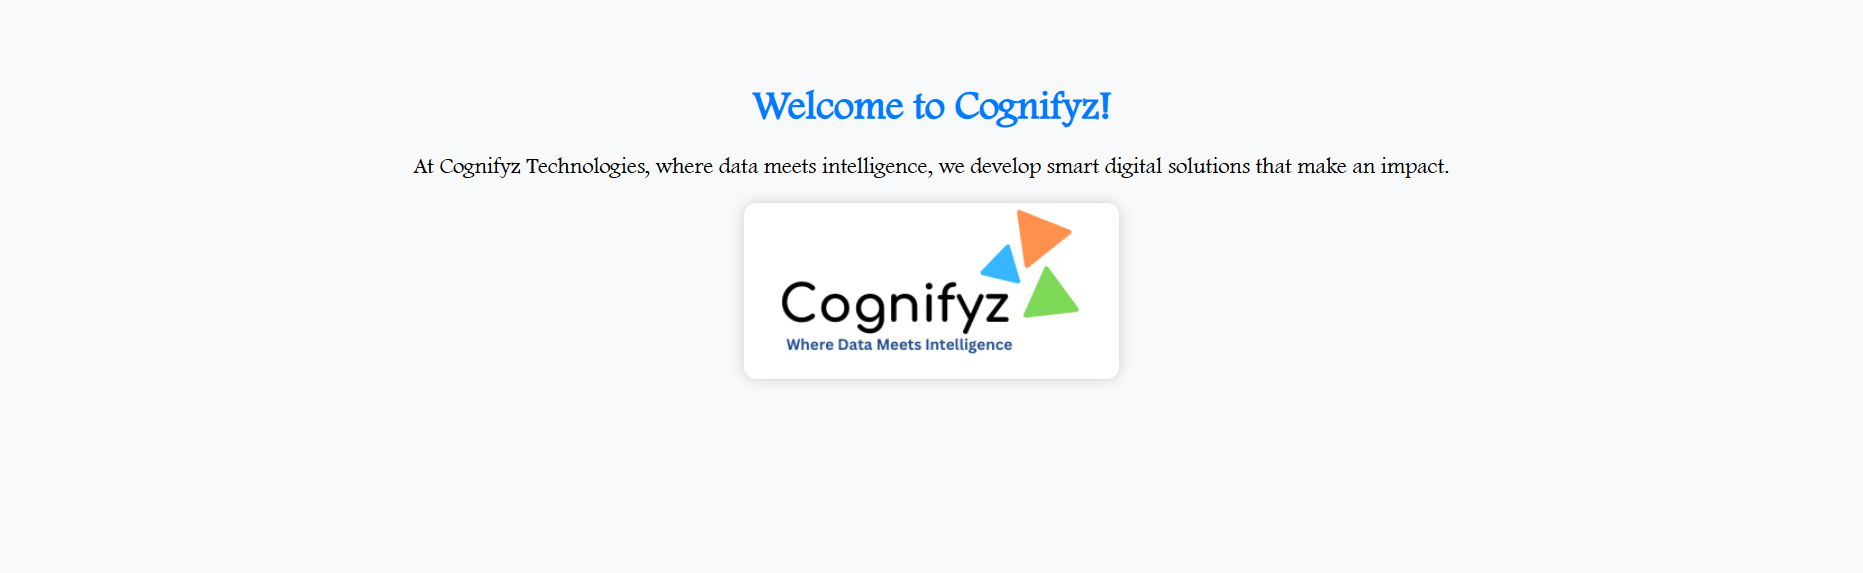 Welcome to Cognifyz!
At Cognifyz Technologies, where data meets intelligence, we develop smart digital solutions that make an impact.
Cognifyz
Where Data Meets Intelligence